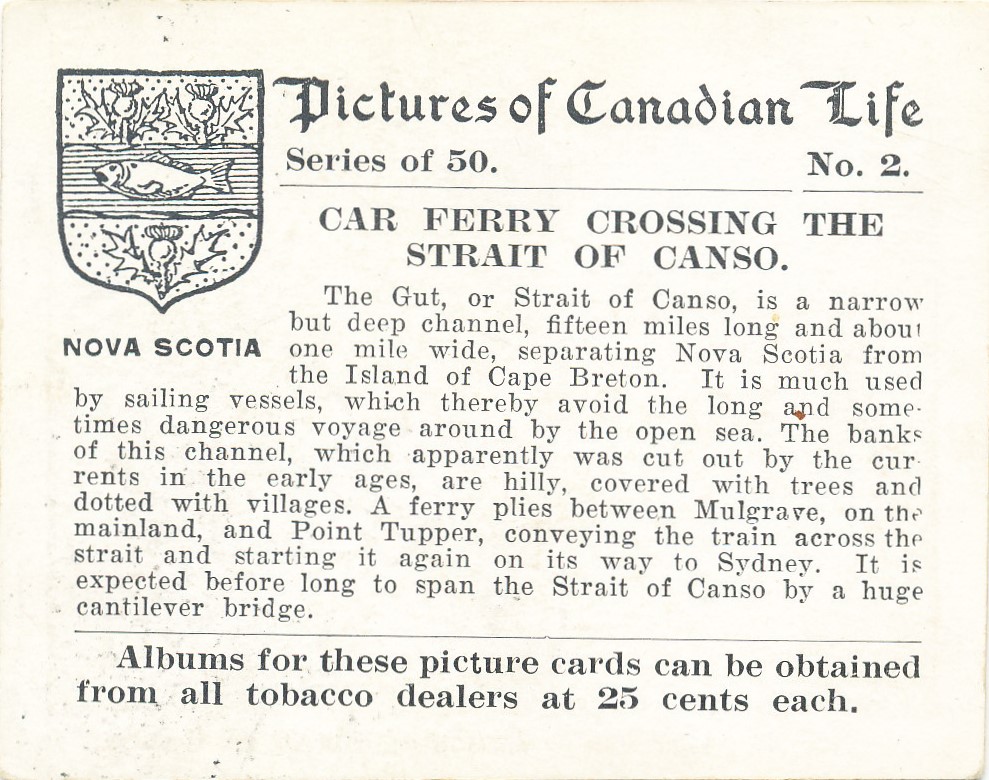 Pictures of Canadian Life
Series of 50. No. 2.
CAR FERRY CROSSING THE
STRAIT OF CANSO.
NOVA SCOTIA
The Gut, or Strait of Canso, is a narrow
but deep channel, fifteen miles long and about
one mile wide, separating Nova Scotia from
the Island of Cape Breton. It is much used
by sailing vessels, which thereby avoid the long and some-
times dangerous voyage around by the open sea. The banks
of this channel, which apparently was cut out by the cur-
rents in the early ages, are hilly, covered with trees and
dotted with villages. A ferry plies between Mulgrave, on the
mainland, and Point Tupper, conveying the train across the
strait and starting it again on its way to Sydney. It is
expected before long to span the Strait of Canso by a huge
cantilever bridge.
Albums for these picture cards can be obtained
from all tobacco dealers at 25 cents each.